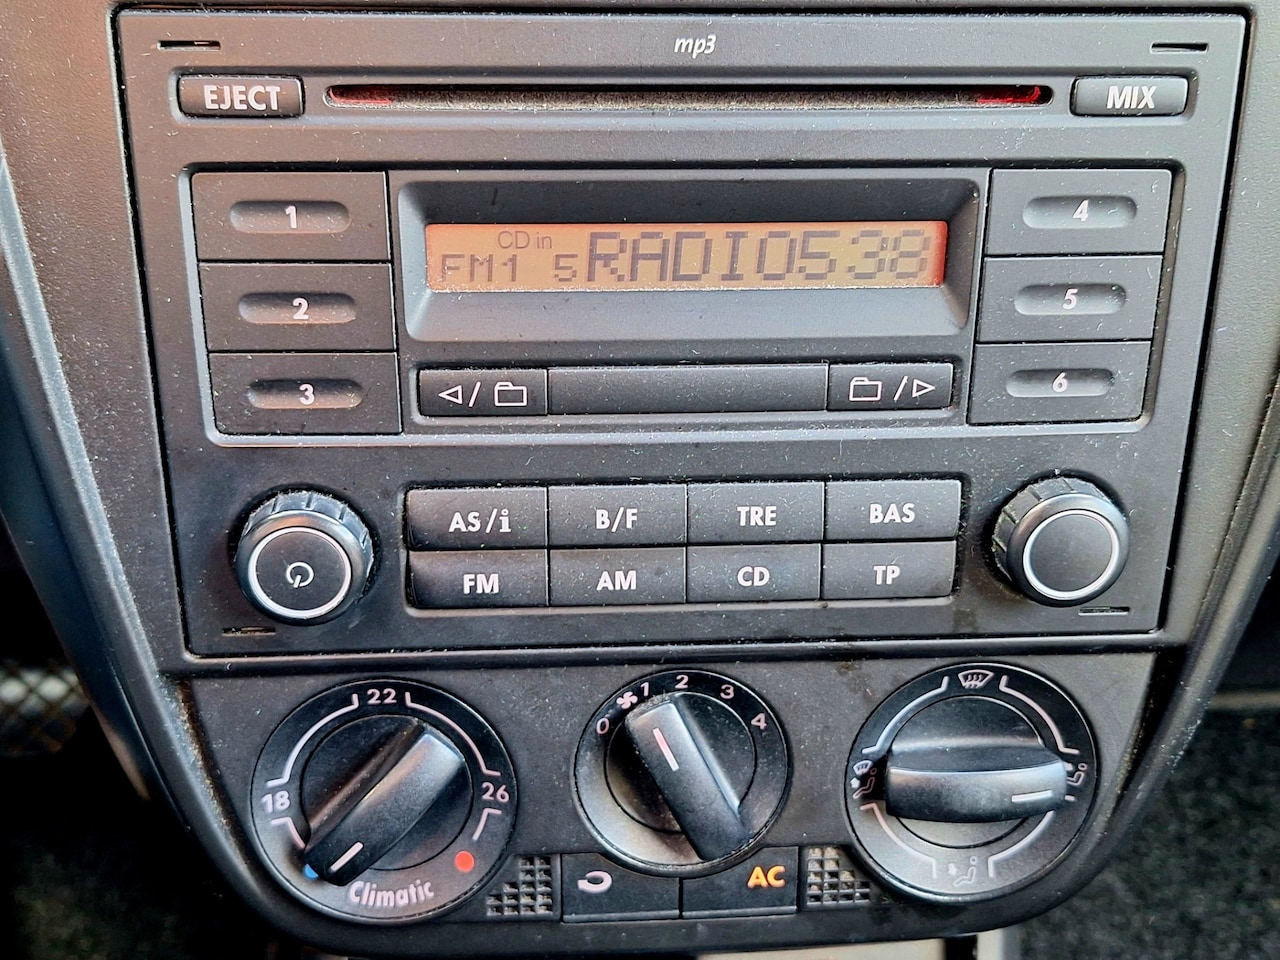 mp3
EJECT MIX
1 4
CD in
FM1 5 RADIO538
2 5
3 6
AS/i B/F TRE BAS
FM AM CD TP
22
18 26
Climatic
0 1 2 3 4
AC